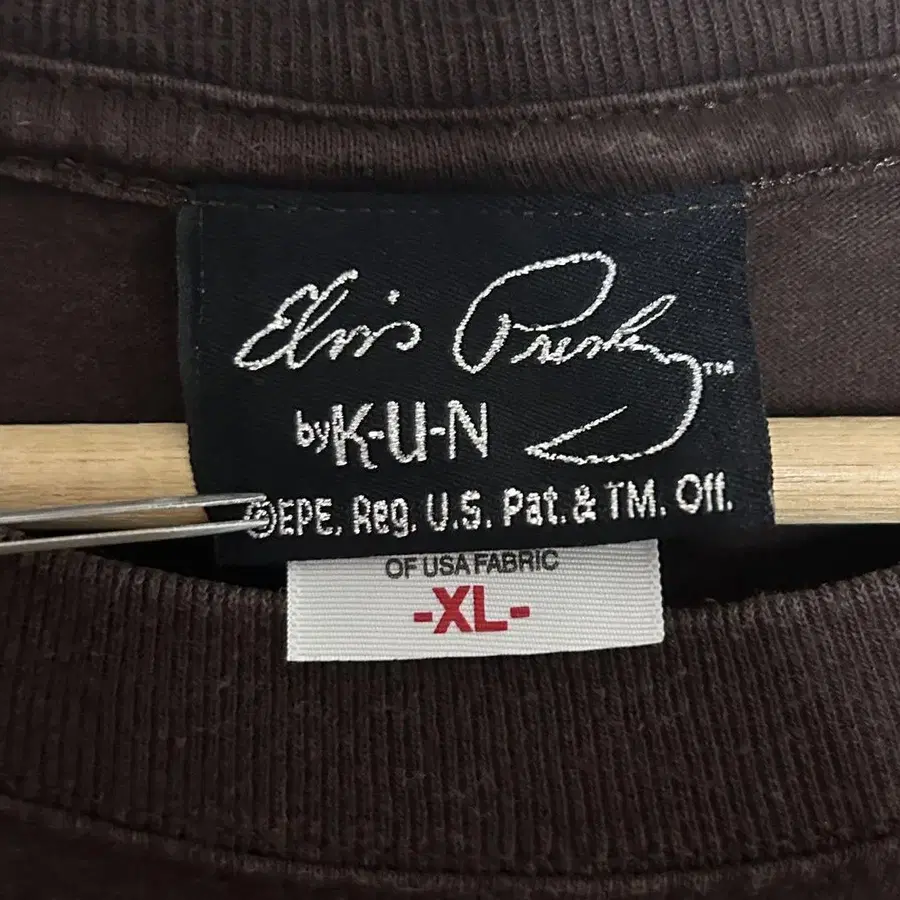 Elvis Presley™
by K-U-N
©EPE. Reg. U.S. Pat. & TM. Off.
OF USA FABRIC
-XL-